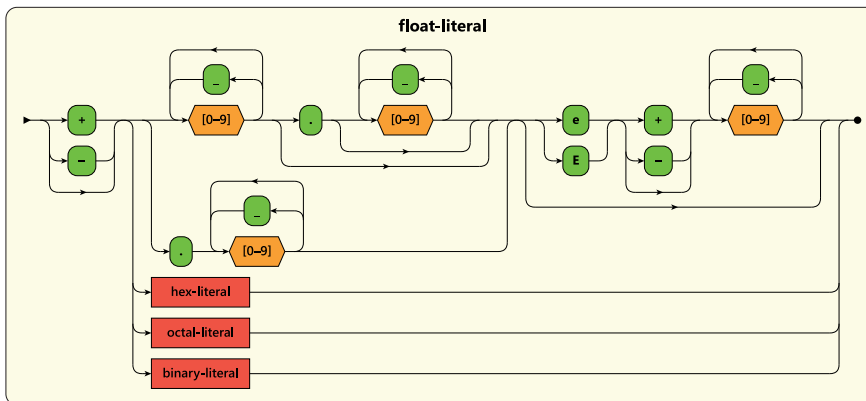 float-literal
_ _ _
+ [0–9] . [0–9] e + [0–9]
– E –
_
. [0–9]
hex-literal
octal-literal
binary-literal